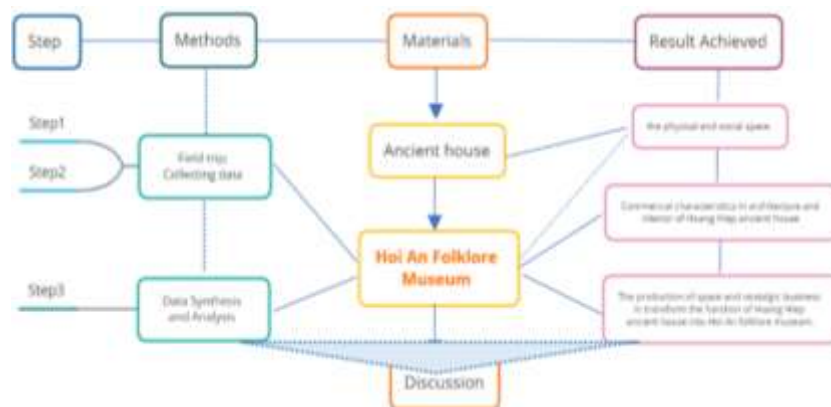 Step
Methods
Materials
Result Achieved
Step1
Step2
Field trip;
Collecting data
Ancient house
the physical and social space
Commercial characteristics in architecture and
interior of Hoang Hiep ancient house
Hoi An Folklore
Museum
Step3
Data Synthesis
and Analysis
The production of space and strategic business
in transform the function of Hoang Hiep
ancient house into Hoi An folklore museum.
Discussion